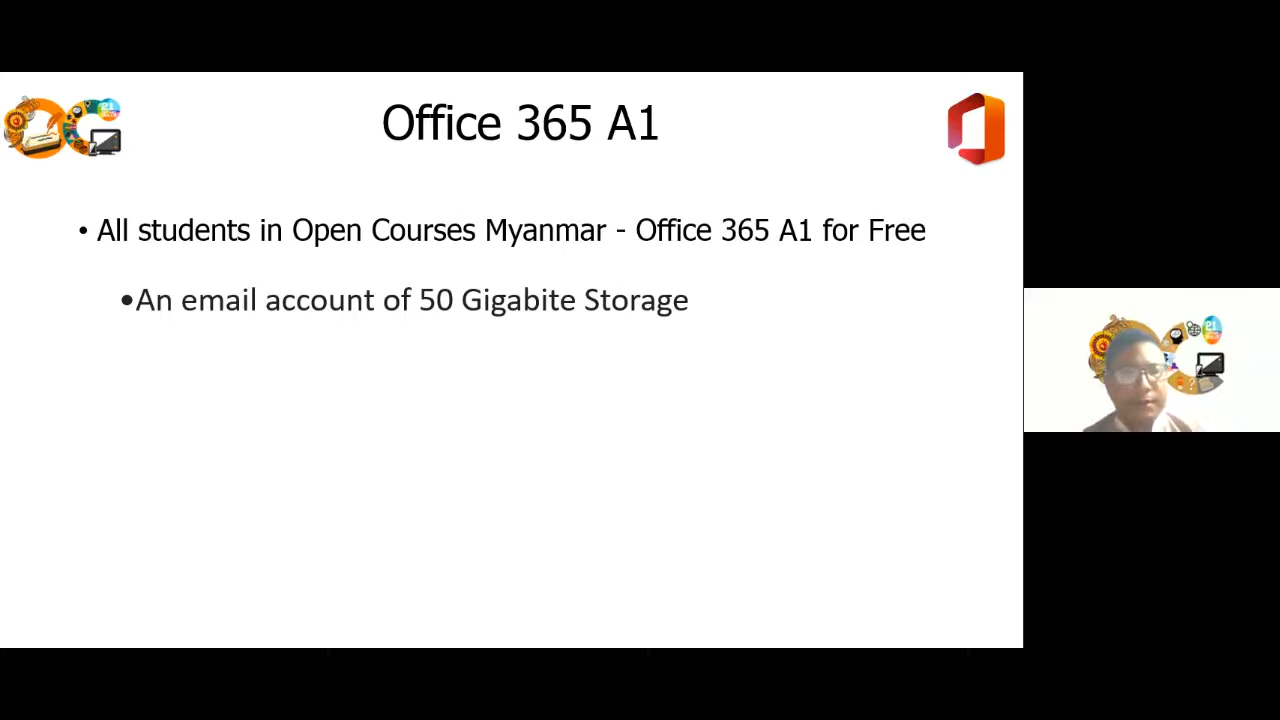 Office 365 A1
• All students in Open Courses Myanmar - Office 365 A1 for Free
•An email account of 50 Gigabite Storage